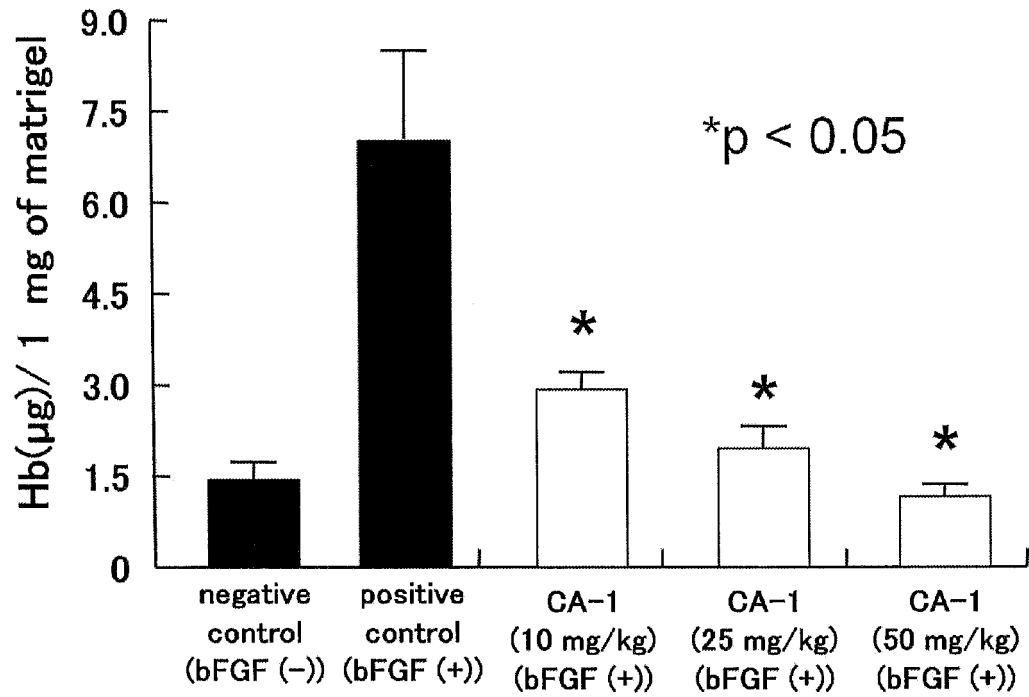 Hb(μg)/ 1 mg of matrigel
9.0
7.5
6.0
4.5
3.0
1.5
0
*p < 0.05
*
*
*
negative
control
(bFGF (-))
positive
control
(bFGF (+))
CA-1
(10 mg/kg)
(bFGF (+))
CA-1
(25 mg/kg)
(bFGF (+))
CA-1
(50 mg/kg)
(bFGF (+))